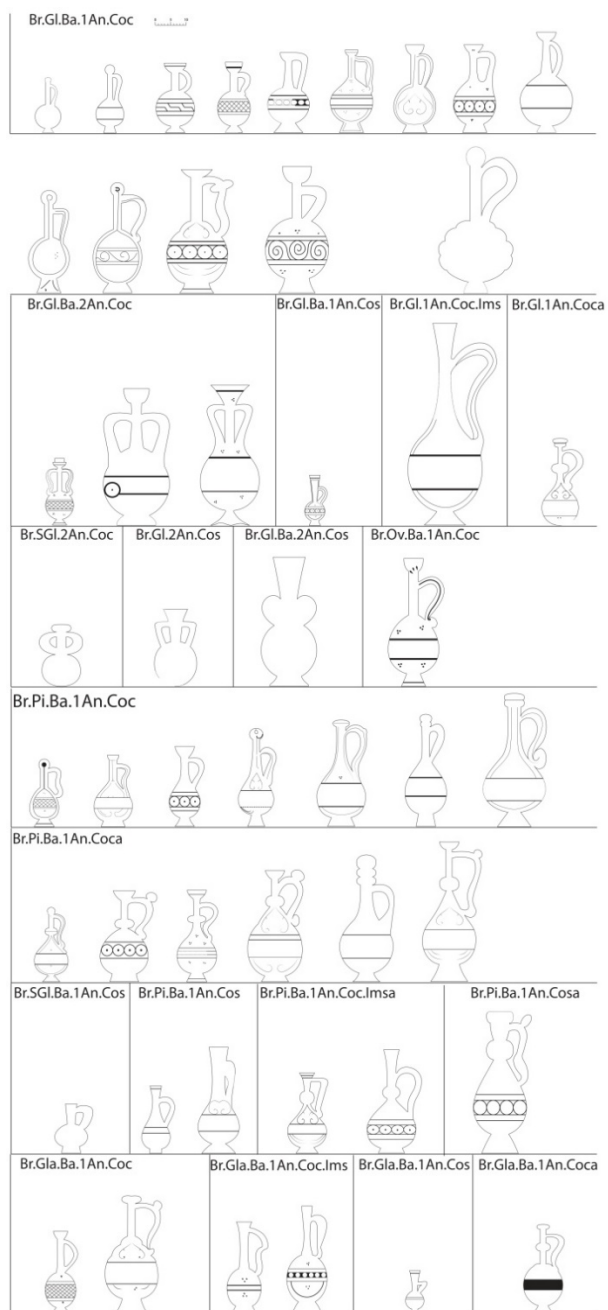 Br.Gl.Ba.1An.Coc
Br.Gl.Ba.2An.Coc
Br.Gl.Ba.1An.Cos
Br.Gl.1An.Coc.Ims
Br.Gl.1An.Coca
Br.SGl.2An.Coc
Br.Gl.2An.Cos
Br.Gl.Ba.2An.Cos
Br.Ov.Ba.1An.Coc
Br.Pi.Ba.1An.Coc
Br.Pi.Ba.1An.Coca
Br.SGl.Ba.1An.Cos
Br.Pi.Ba.1An.Cos
Br.Pi.Ba.1An.Coc.Imsa
Br.Pi.Ba.1An.Cosa
Br.Gla.Ba.1An.Coc
Br.Gla.Ba.1An.Coc.Ims
Br.Gla.Ba.1An.Cos
Br.Gla.Ba.1An.Coca